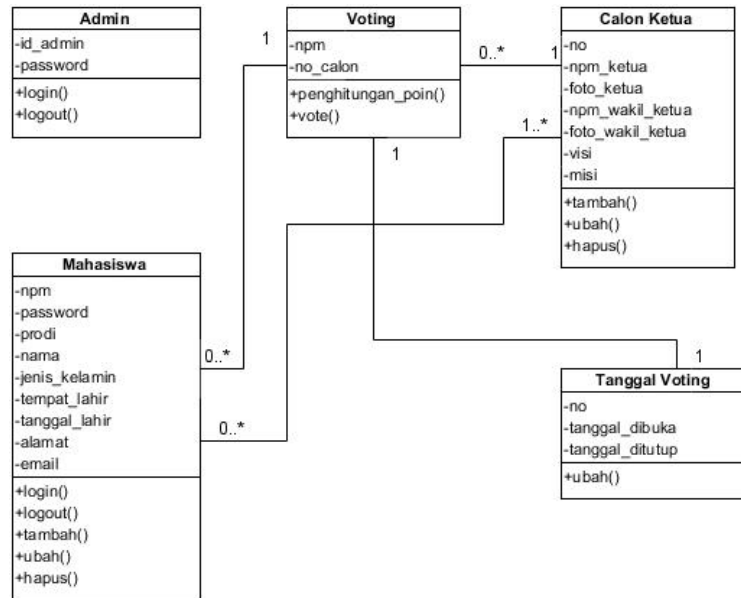 Admin
-id_admin
-password
+login()
+logout()
Voting
-npm
-no_calon
+penghitungan_poin()
+vote()
Calon Ketua
-no
-npm_ketua
-foto_ketua
-npm_wakil_ketua
-foto_wakil_ketua
-visi
-misi
+tambah()
+ubah()
+hapus()
1
0..*
1
1..*
1
Mahasiswa
-npm
-password
-prodi
-nama
-jenis_kelamin
-tempat_lahir
-tanggal_lahir
-alamat
-email
+login()
+logout()
+tambah()
+ubah()
+hapus()
0..*
0..*
1
Tanggal Voting
-no
-tanggal_dibuka
-tanggal_ditutup
+ubah()